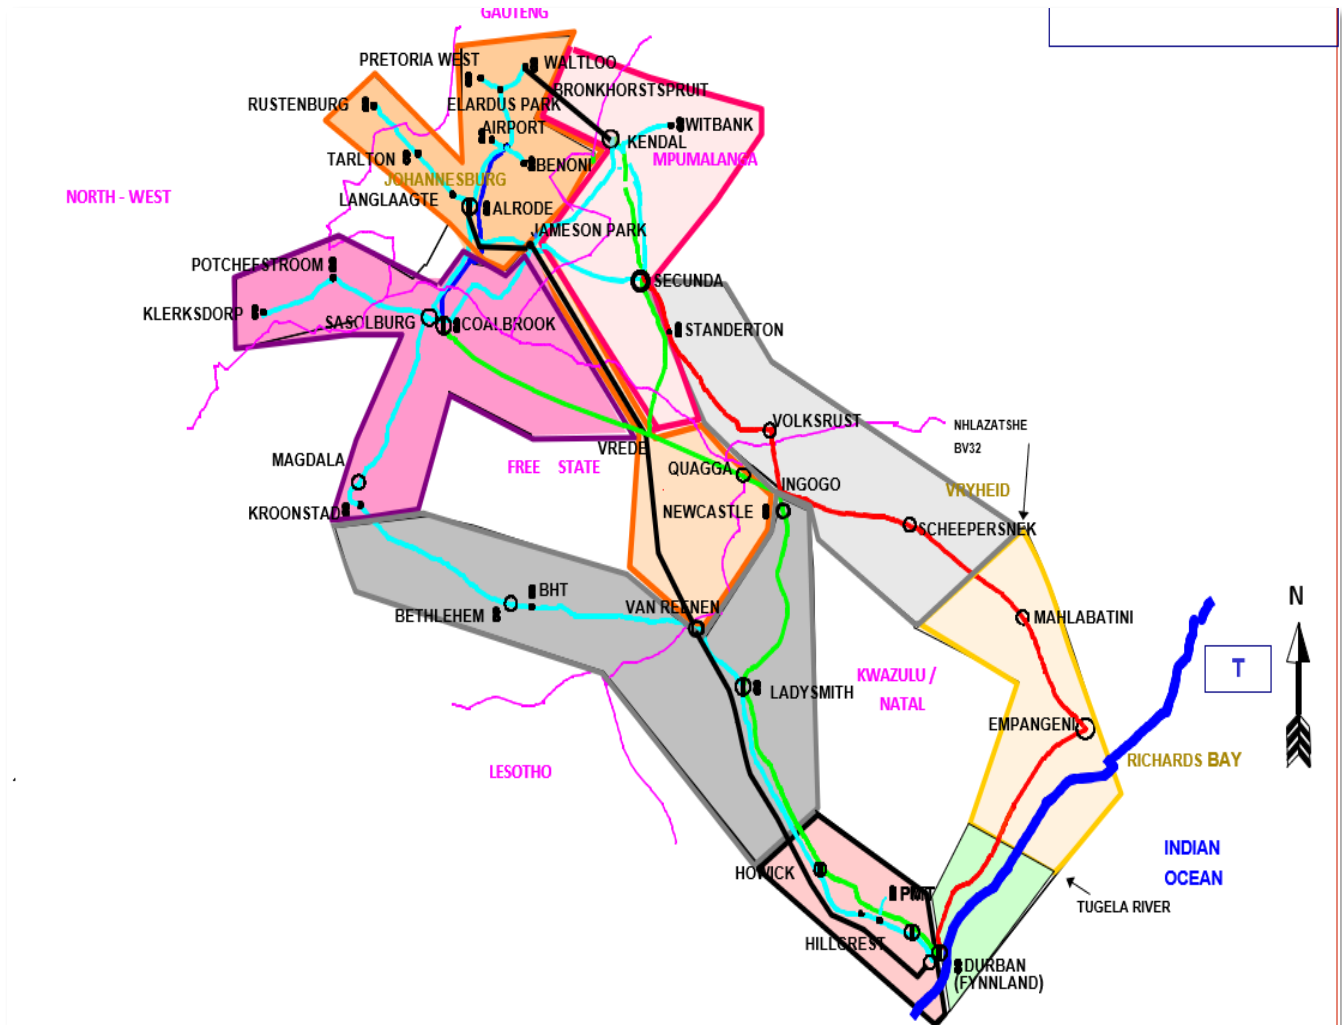 GAUTENG
PRETORIA WEST
WALTLOO
BRONKHORSTSPRUIT
RUSTENBURG
ELARDUS PARK
AIRPORT
WITBANK
KENDAL
TARLTON
BENONI
MPUMALANGA
JOHANNESBURG
NORTH - WEST
LANGLAAGTE
ALRODE
JAMESON PARK
POTCHEFSTROOM
SECUNDA
KLERKSDORP
SASOLBURG
COALBROOK
STANDERTON
VOLKSRUST
NHLAZATSHE
BV32
VREDE
MAGDALA
FREE STATE
QUAGGA
INGOGO
VRYHEID
KROONSTAD
NEWCASTLE
SCHEEPERSNEK
BHT
BETHLEHEM
VAN REENEN
MAHLABATINI
N
T
KWAZULU /
NATAL
LADYSMITH
EMPANGENI
LESOTHO
RICHARDS BAY
INDIAN
OCEAN
HOWICK
PMT
TUGELA RIVER
HILLCREST
DURBAN
(FYNNLAND)